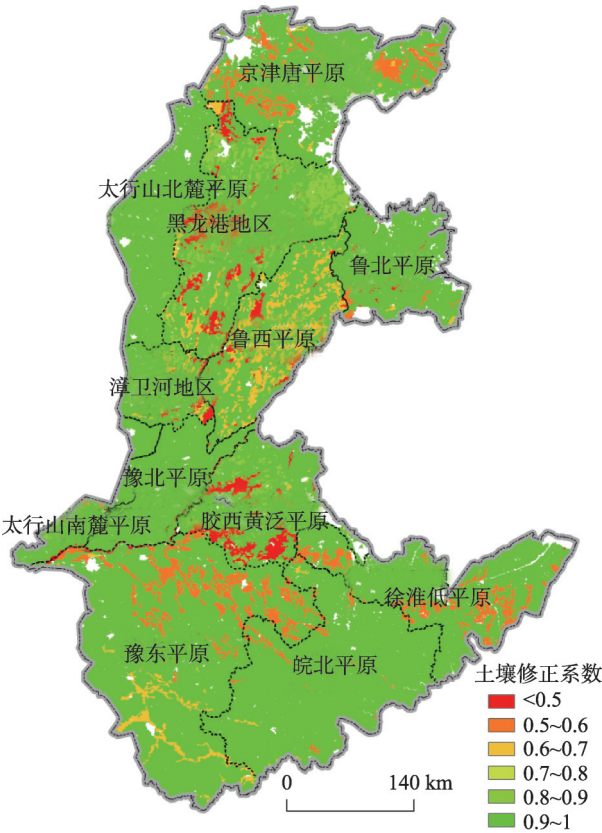 京津唐平原
太行山北麓平原
黑龙港地区
鲁北平原
鲁西平原
漳卫河地区
豫北平原
太行山南麓平原
胶西黄泛平原
徐淮低平原
豫东平原
皖北平原
土壤修正系数
<0.5
0.5~0.6
0.6~0.7
0.7~0.8
0.8~0.9
0.9~1
0
140 km